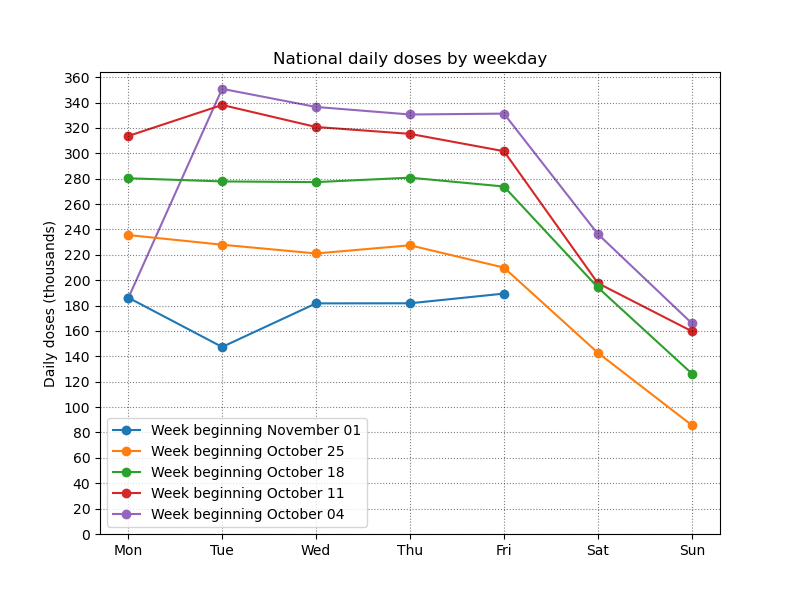 National daily doses by weekday
Daily doses (thousands)
360
340
320
300
280
260
240
220
200
180
160
140
120
100
80
60
40
20
0
Week beginning November 01
Week beginning October 25
Week beginning October 18
Week beginning October 11
Week beginning October 04
Mon Tue Wed Thu Fri Sat Sun